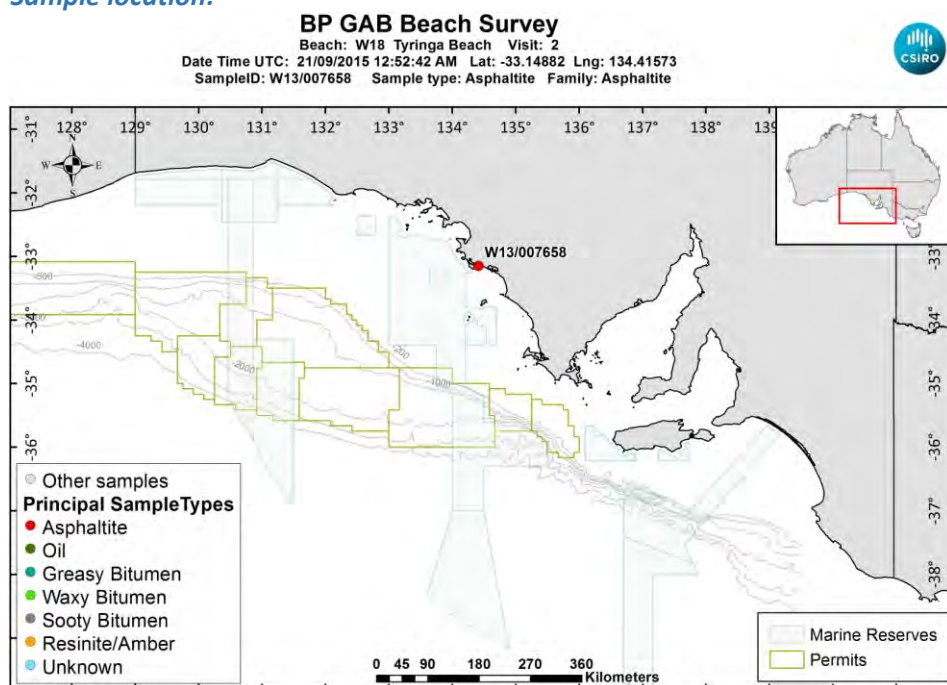 Sample location:
BP GAB Beach Survey
Beach: W18 Tyringa Beach Visit: 2
Date Time UTC: 21/09/2015 12:52:42 AM Lat: -33.14882 Lng: 134.41573
SampleID: W13/007658 Sample type: Asphaltite Family: Asphaltite
CSIRO
128° 129° 130° 131° 132° 133° 134° 135° 136° 137° 138° 139
-31°
-32°
-33°
-34°
-35°
-36°
-37°
-38°
N
W E
S
W13/007658
-33°
-34°
-35°
-36°
-37°
-38°
-4000
-2000
-200
-1000
Other samples
Principal SampleTypes
Asphaltite
Oil
Greasy Bitumen
Waxy Bitumen
Sooty Bitumen
Resinite/Amber
Unknown
0 45 90 180 270 360
Kilometers
Marine Reserves
Permits